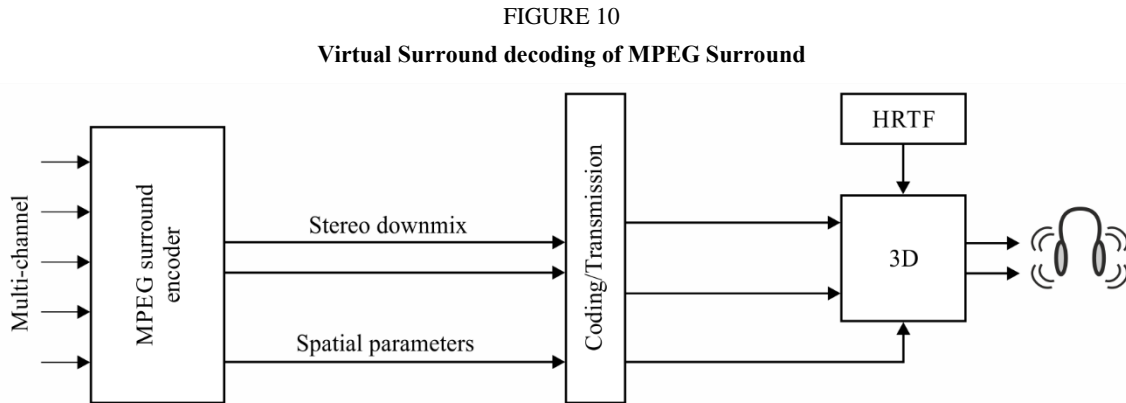 FIGURE 10
Virtual Surround decoding of MPEG Surround
Multi-channel
MPEG surround
encoder
Stereo downmix
Spatial parameters
Coding/Transmission
HRTF
3D